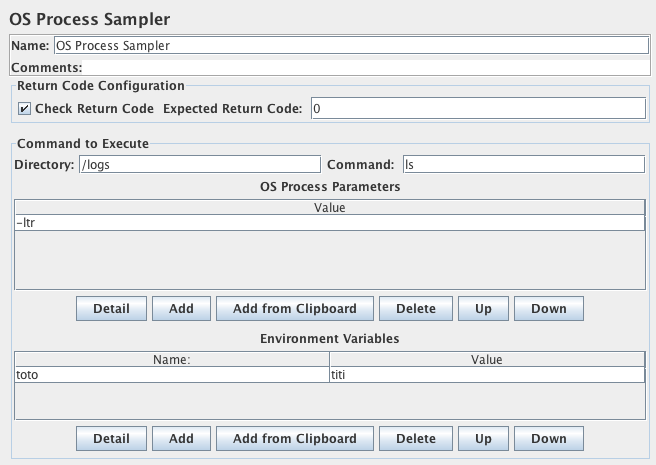 OS Process Sampler
Name: OS Process Sampler
Comments:
Return Code Configuration
Check Return Code Expected Return Code: 0
Command to Execute
Directory: /logs Command: ls
OS Process Parameters
Value
-ltr
Detail Add Add from Clipboard Delete Up Down
Environment Variables
Name: Value
toto titi
Detail Add Add from Clipboard Delete Up Down